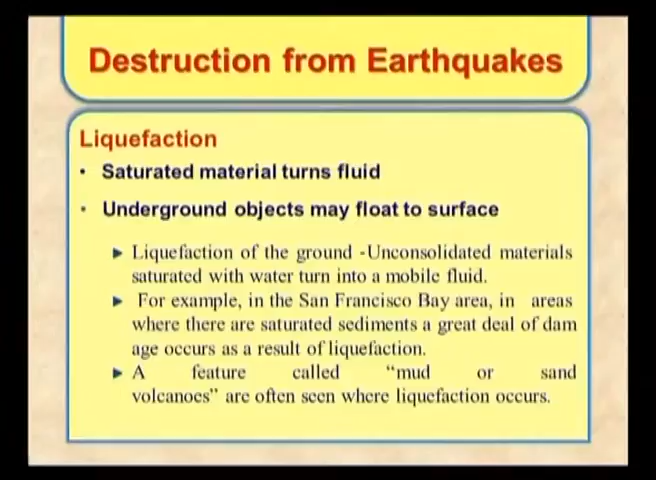 Destruction from Earthquakes
Liquefaction
• Saturated material turns fluid
• Underground objects may float to surface
► Liquefaction of the ground -Unconsolidated materials
saturated with water turn into a mobile fluid.
► For example, in the San Francisco Bay area, in areas
where there are saturated sediments a great deal of dam
age occurs as a result of liquefaction.
► A feature called “mud or sand
volcanoes” are often seen where liquefaction occurs.